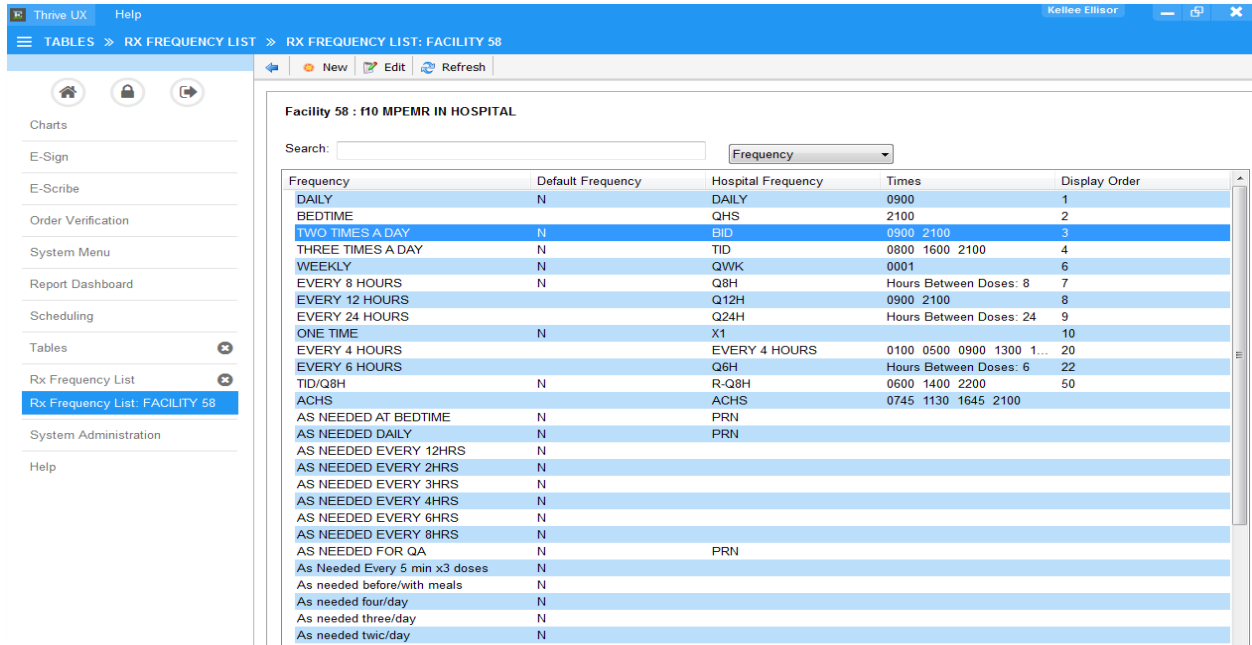 Thrive UX Help Kellee Ellisor
TABLES » RX FREQUENCY LIST » RX FREQUENCY LIST: FACILITY 58
New Edit Refresh
Charts
E-Sign
E-Scribe
Order Verification
System Menu
Report Dashboard
Scheduling
Tables
Rx Frequency List
Rx Frequency List: FACILITY 58
System Administration
Help
Facility 58 : f10 MPEMR IN HOSPITAL
Search: Frequency
Frequency Default Frequency Hospital Frequency Times Display Order
DAILY N DAILY 0900 1
BEDTIME QHS 2100 2
TWO TIMES A DAY N BID 0900 2100 3
THREE TIMES A DAY N TID 0800 1600 2100 4
WEEKLY N QWK 0001 6
EVERY 8 HOURS N Q8H Hours Between Doses: 8 7
EVERY 12 HOURS Q12H 0900 2100 8
EVERY 24 HOURS Q24H Hours Between Doses: 24 9
ONE TIME N X1 10
EVERY 4 HOURS EVERY 4 HOURS 0100 0500 0900 1300 1... 20
EVERY 6 HOURS Q6H Hours Between Doses: 6 22
TID/Q8H N R-Q8H 0600 1400 2200 50
ACHS ACHS 0745 1130 1645 2100
AS NEEDED AT BEDTIME N PRN
AS NEEDED DAILY N PRN
AS NEEDED EVERY 12HRS N
AS NEEDED EVERY 2HRS N
AS NEEDED EVERY 3HRS N
AS NEEDED EVERY 4HRS N
AS NEEDED EVERY 6HRS N
AS NEEDED EVERY 8HRS N
AS NEEDED FOR QA N PRN
As Needed Every 5 min x3 doses N
As needed before/with meals N
As needed four/day N
As needed three/day N
As needed twic/day N